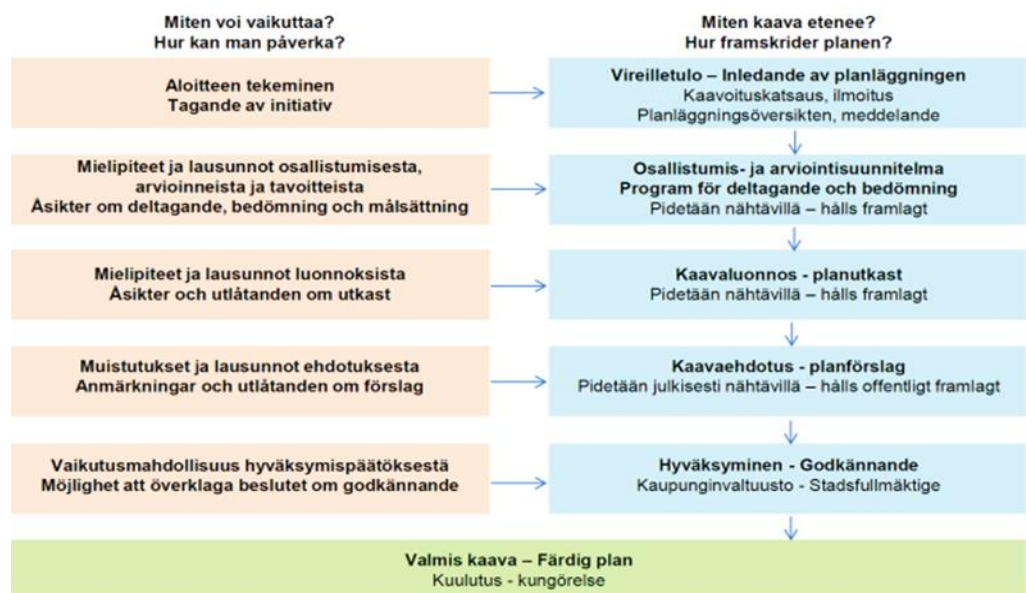 Miten voi vaikuttaa?
Hur kan man påverka?
Miten kaava etenee?
Hur framskrider planen?
Aloitteen tekeminen
Tagande av initiativ
Vireilletulo – Inledande av planläggningen
Kaavoituskatsaus, ilmoitus
Planläggningsöversikten, meddelande
Mielipiteet ja lausunnot osallistumisesta,
arvioinneista ja tavoitteista
Åsikter om deltagande, bedömning och målsättning
Osallistumis- ja arviointisuunnitelma
Program för deltagande och bedömning
Pidetään nähtävillä – hålls framlagt
Mielipiteet ja lausunnot luonnoksista
Åsikter och utlåtanden om utkast
Kaavaluonnos - planutkast
Pidetään nähtävillä – hålls framlagt
Muistutukset ja lausunnot ehdotuksesta
Anmärkningar och utlåtanden om förslag
Kaavaehdotus - planförslag
Pidetään julkisesti nähtävillä – hålls offentligt framlagt
Vaikutusmahdollisuus hyväksymispäätöksestä
Möjlighet att överklaga beslutet om godkännande
Hyväksyminen - Godkännande
Kaupunginvaltuusto - Stadsfullmäktige
Valmis kaava – Färdig plan
Kuulutus - kungörelse